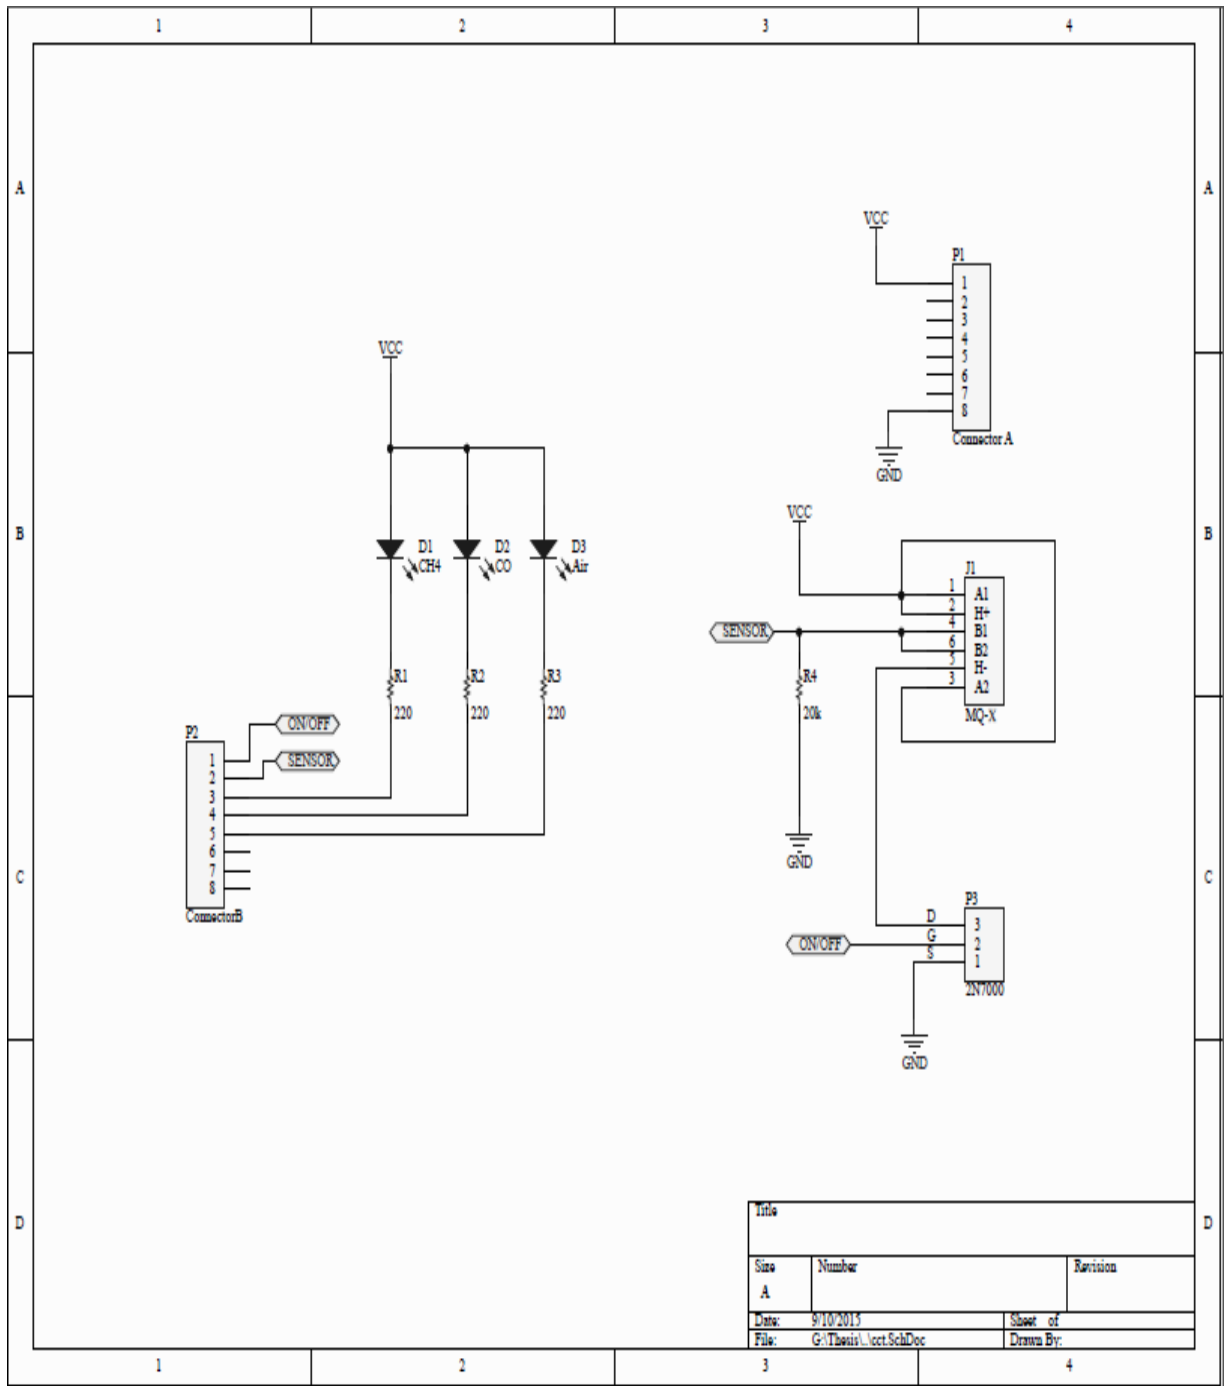 1 2 3 4
A A
VCC
P1
1
2
3
4
5
6
7
8
Connector A
GND
VCC
B B
D1
CH4
D2
CO
D3
Air
R1
220
R2
220
R3
220
VCC
J1
1 A1
2 H+
4 B1
6 B2
5 H-
3 A2
MQ-X
SENSOR
R4
20k
GND
P2
ON/OFF
SENSOR
1
2
3
4
5
6
7
8
ConnectorB
C C
P3
D 3
G 2
S 1
ON/OFF
2N7000
GND
D D
Title
Size Number Revision
A
Date: 9/10/2015 Sheet of
File: G:\Thesis\..\cct.SchDoc Drawn By:
1 2 3 4